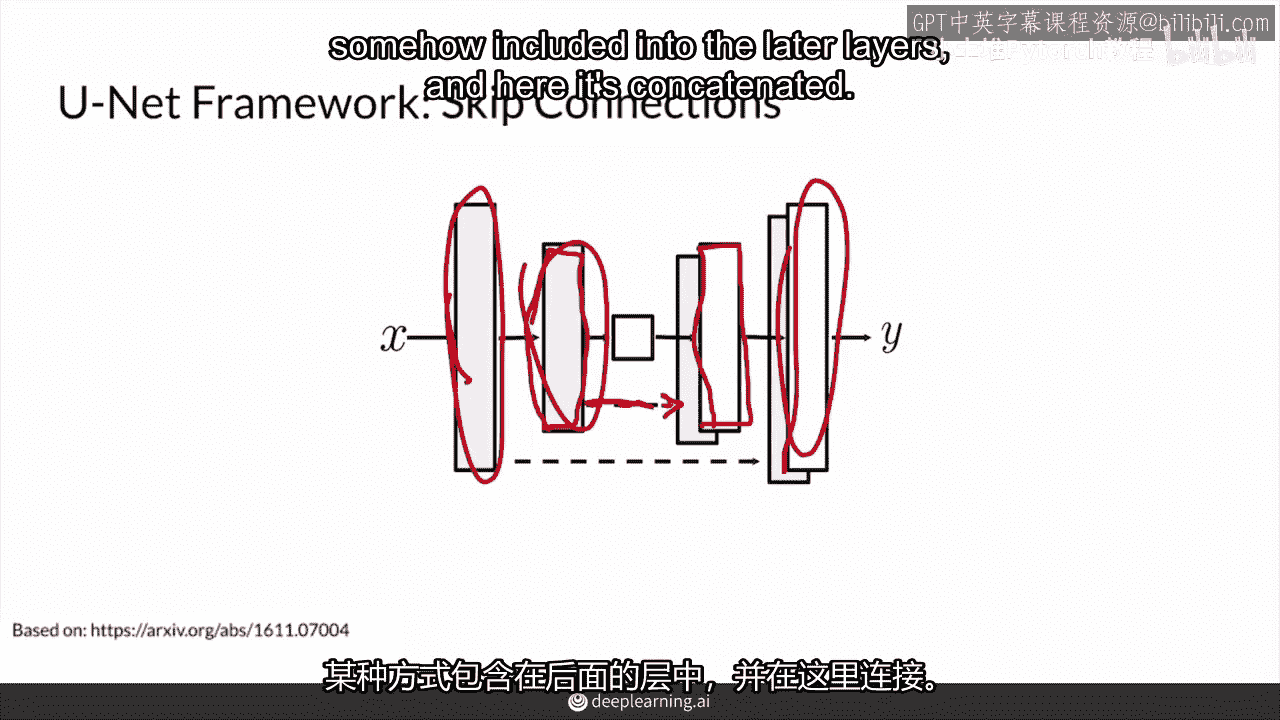 GPT中英字幕课程资源@bilibili.com
somehow included into the later layers,
and here it's concatenated.
U-Net Framework: Skip Connections
x
y
Based on: https://arxiv.org/abs/1611.07004
某种方式包含在后面的层中，并在这里连接。
deeplearning.ai